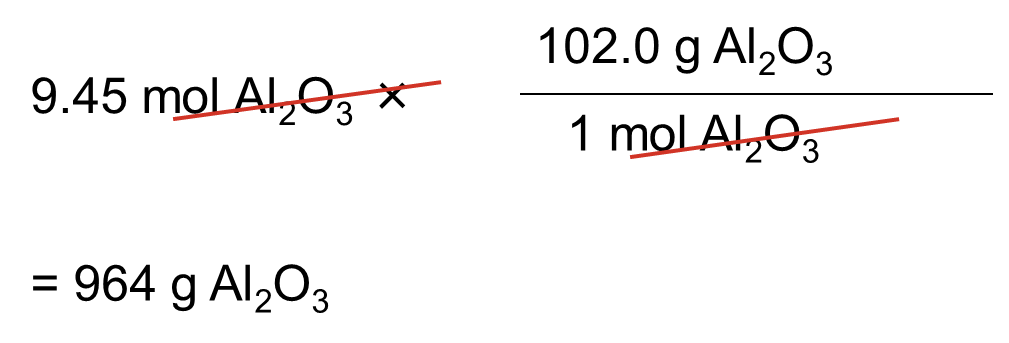 9.45 mol Al₂O₃ ×
102.0 g Al₂O₃
1 mol Al₂O₃
= 964 g Al₂O₃